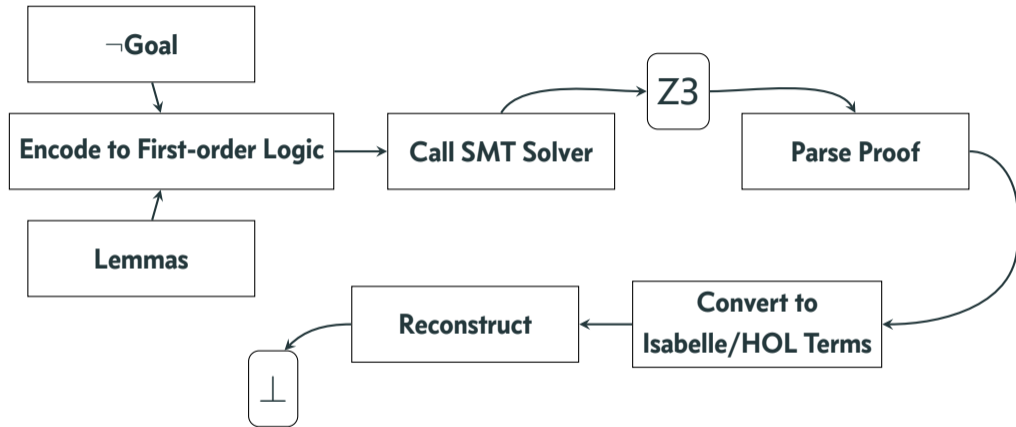 ¬Goal
Encode to First-order Logic
Lemmas
Call SMT Solver
Z3
Parse Proof
Convert to
Isabelle/HOL Terms
Reconstruct
⊥